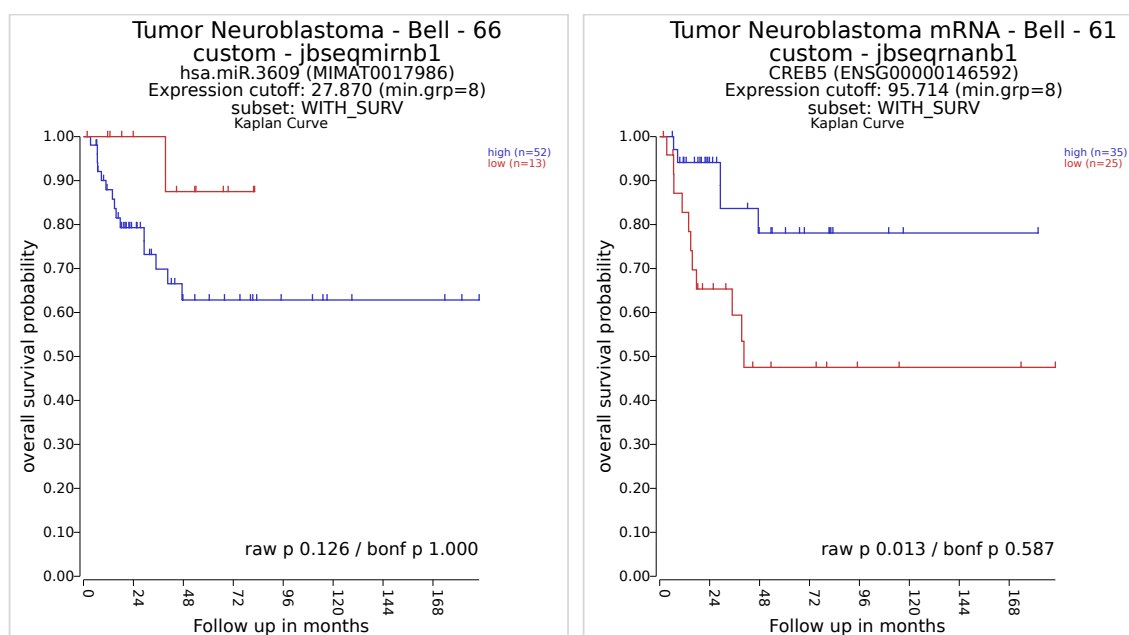 Tumor Neuroblastoma - Bell - 66
custom - jbseqmirnb1
hsa.miR.3609 (MIMAT0017986)
Expression cutoff: 27.870 (min.grp=8)
subset: WITH_SURV
Kaplan Curve
high (n=52)
low (n=13)
overall survival probability
1.00
0.90
0.80
0.70
0.60
0.50
0.40
0.30
0.20
0.10
0.00
raw p 0.126 / bonf p 1.000
0
24
48
72
96
120
144
168
Follow up in months
Tumor Neuroblastoma mRNA - Bell - 61
custom - jbseqrnanb1
CREB5 (ENSG00000146592)
Expression cutoff: 95.714 (min.grp=8)
subset: WITH_SURV
Kaplan Curve
high (n=35)
low (n=25)
overall survival probability
1.00
0.90
0.80
0.70
0.60
0.50
0.40
0.30
0.20
0.10
0.00
raw p 0.013 / bonf p 0.587
0
24
48
72
96
120
144
168
Follow up in months